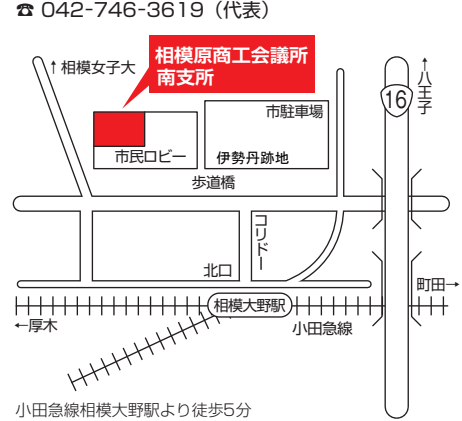 ☎ 042-746-3619（代表）
↑相模女子大
相模原商工会議所
南支所
↑八王子
16
市駐車場
市民ロビー
伊勢丹跡地
歩道橋
コリドー
北口
町田→
相模大野駅
←厚木
小田急線
小田急線相模大野駅より徒歩5分